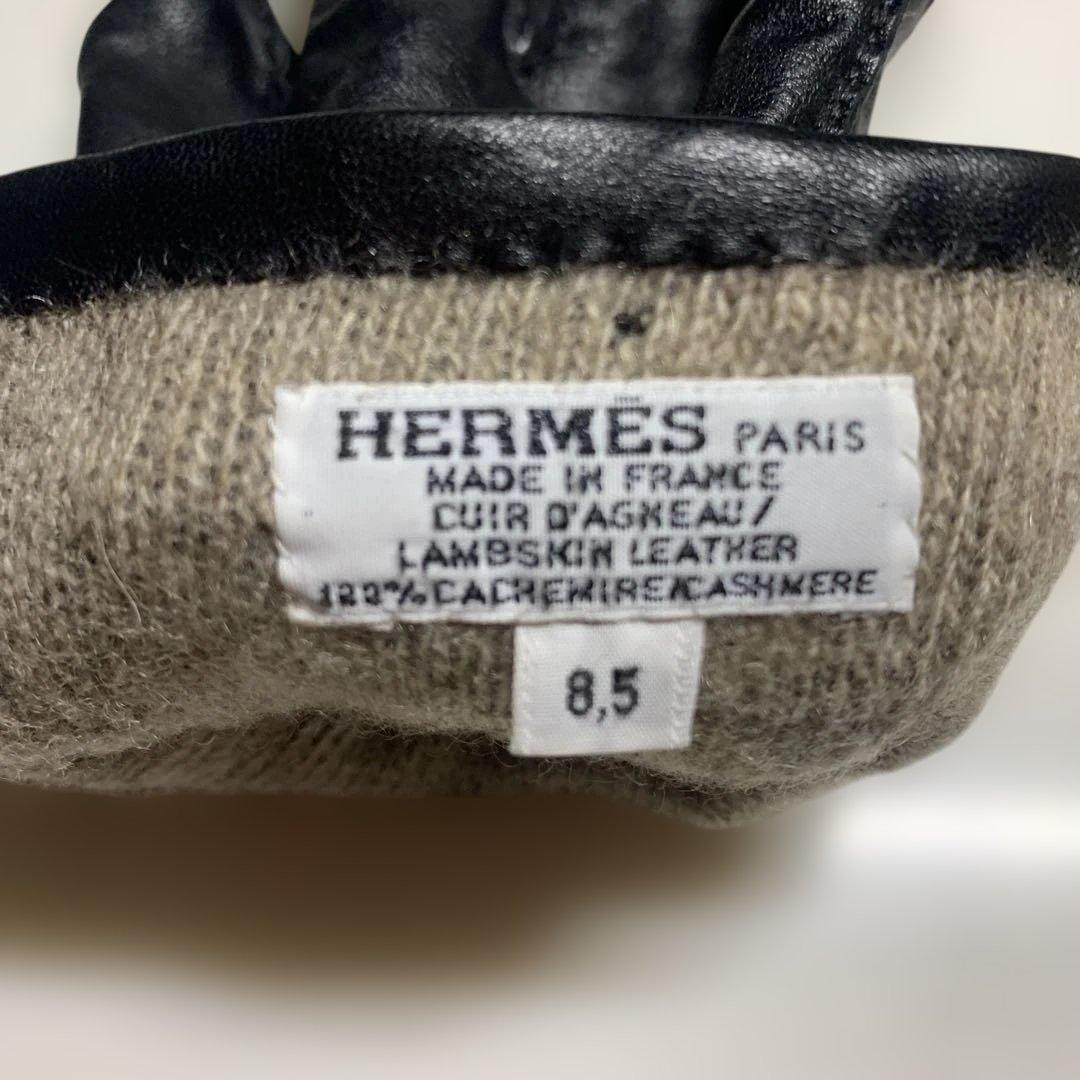 HERMÈS PARIS
MADE IN FRANCE
CUIR D'AGNEAU/
LAMBSKIN LEATHER
100% CACHEMIRE/CASHMERE
8,5